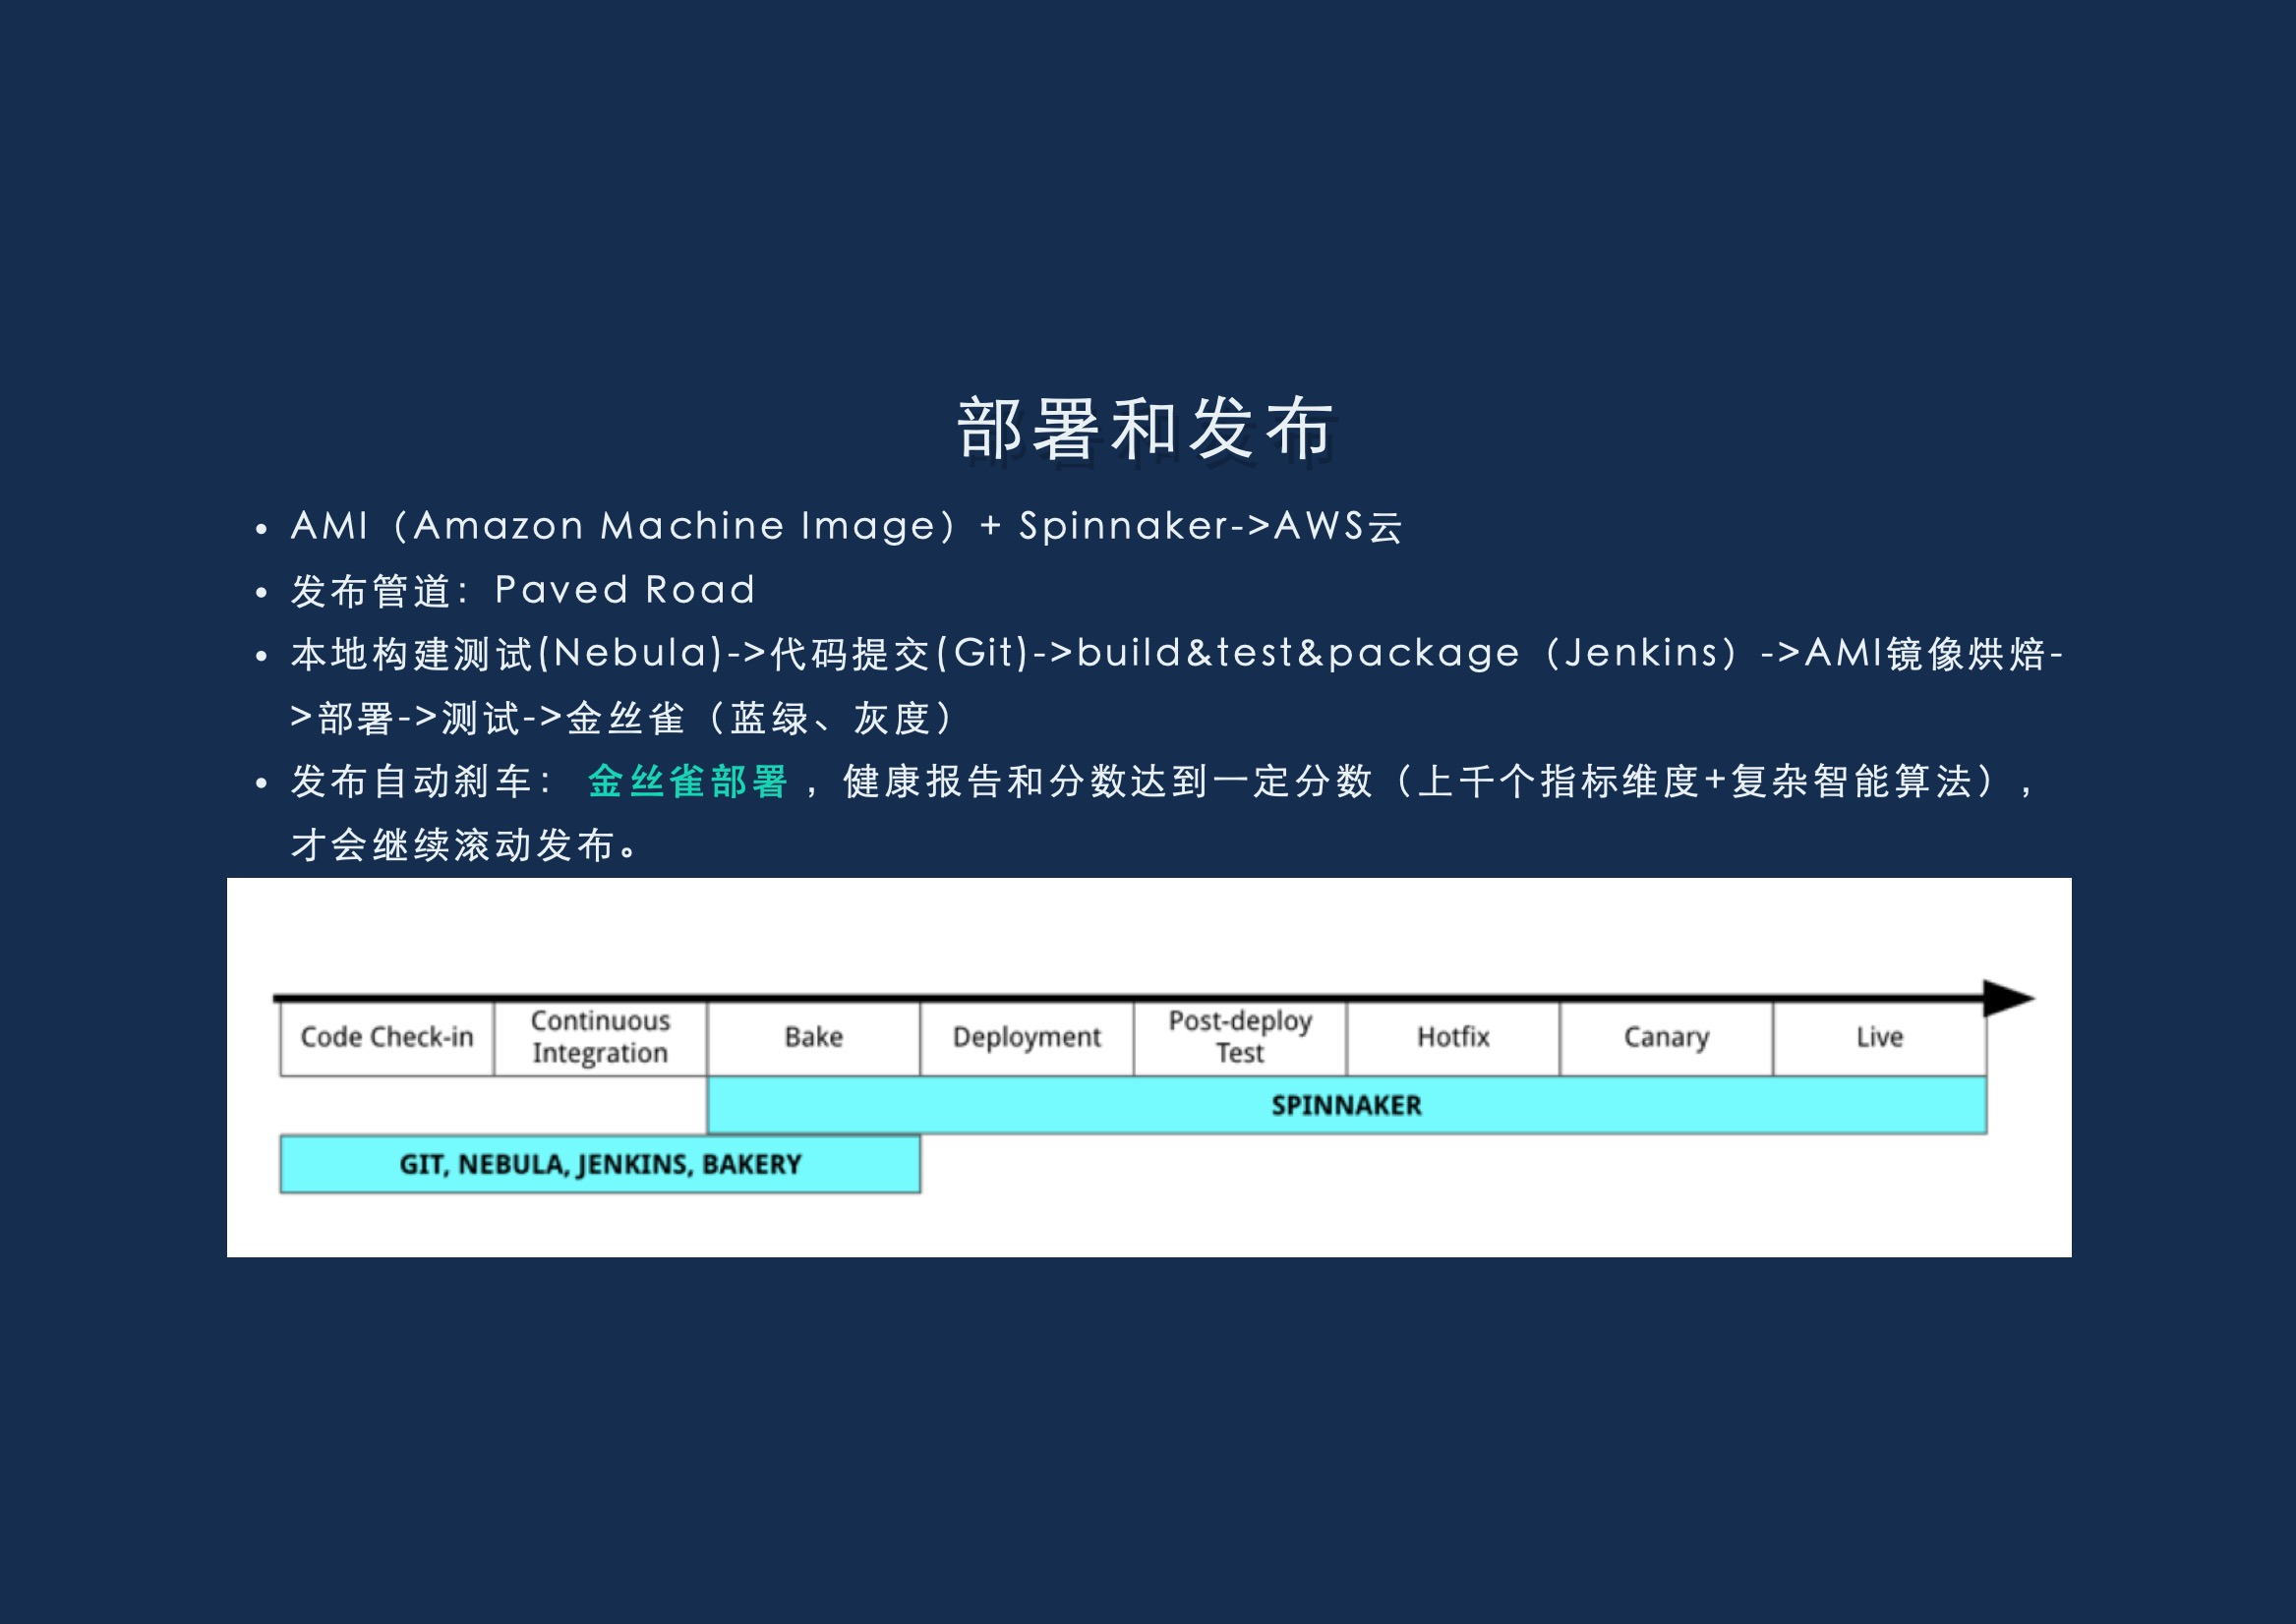 部署和发布
• AMI（Amazon Machine Image）+ Spinnaker->AWS云
• 发布管道：Paved Road
• 本地构建测试(Nebula)->代码提交(Git)->build&test&package（Jenkins）->AMI镜像烘焙-
>部署->测试->金丝雀（蓝绿、灰度）
• 发布自动刹车： 金丝雀部署 ，健康报告和分数达到一定分数（上千个指标维度+复杂智能算法），
才会继续滚动发布。
Code Check-in
Continuous
Integration
Bake
Deployment
Post-deploy
Test
Hotfix
Canary
Live
SPINNAKER
GIT, NEBULA, JENKINS, BAKERY